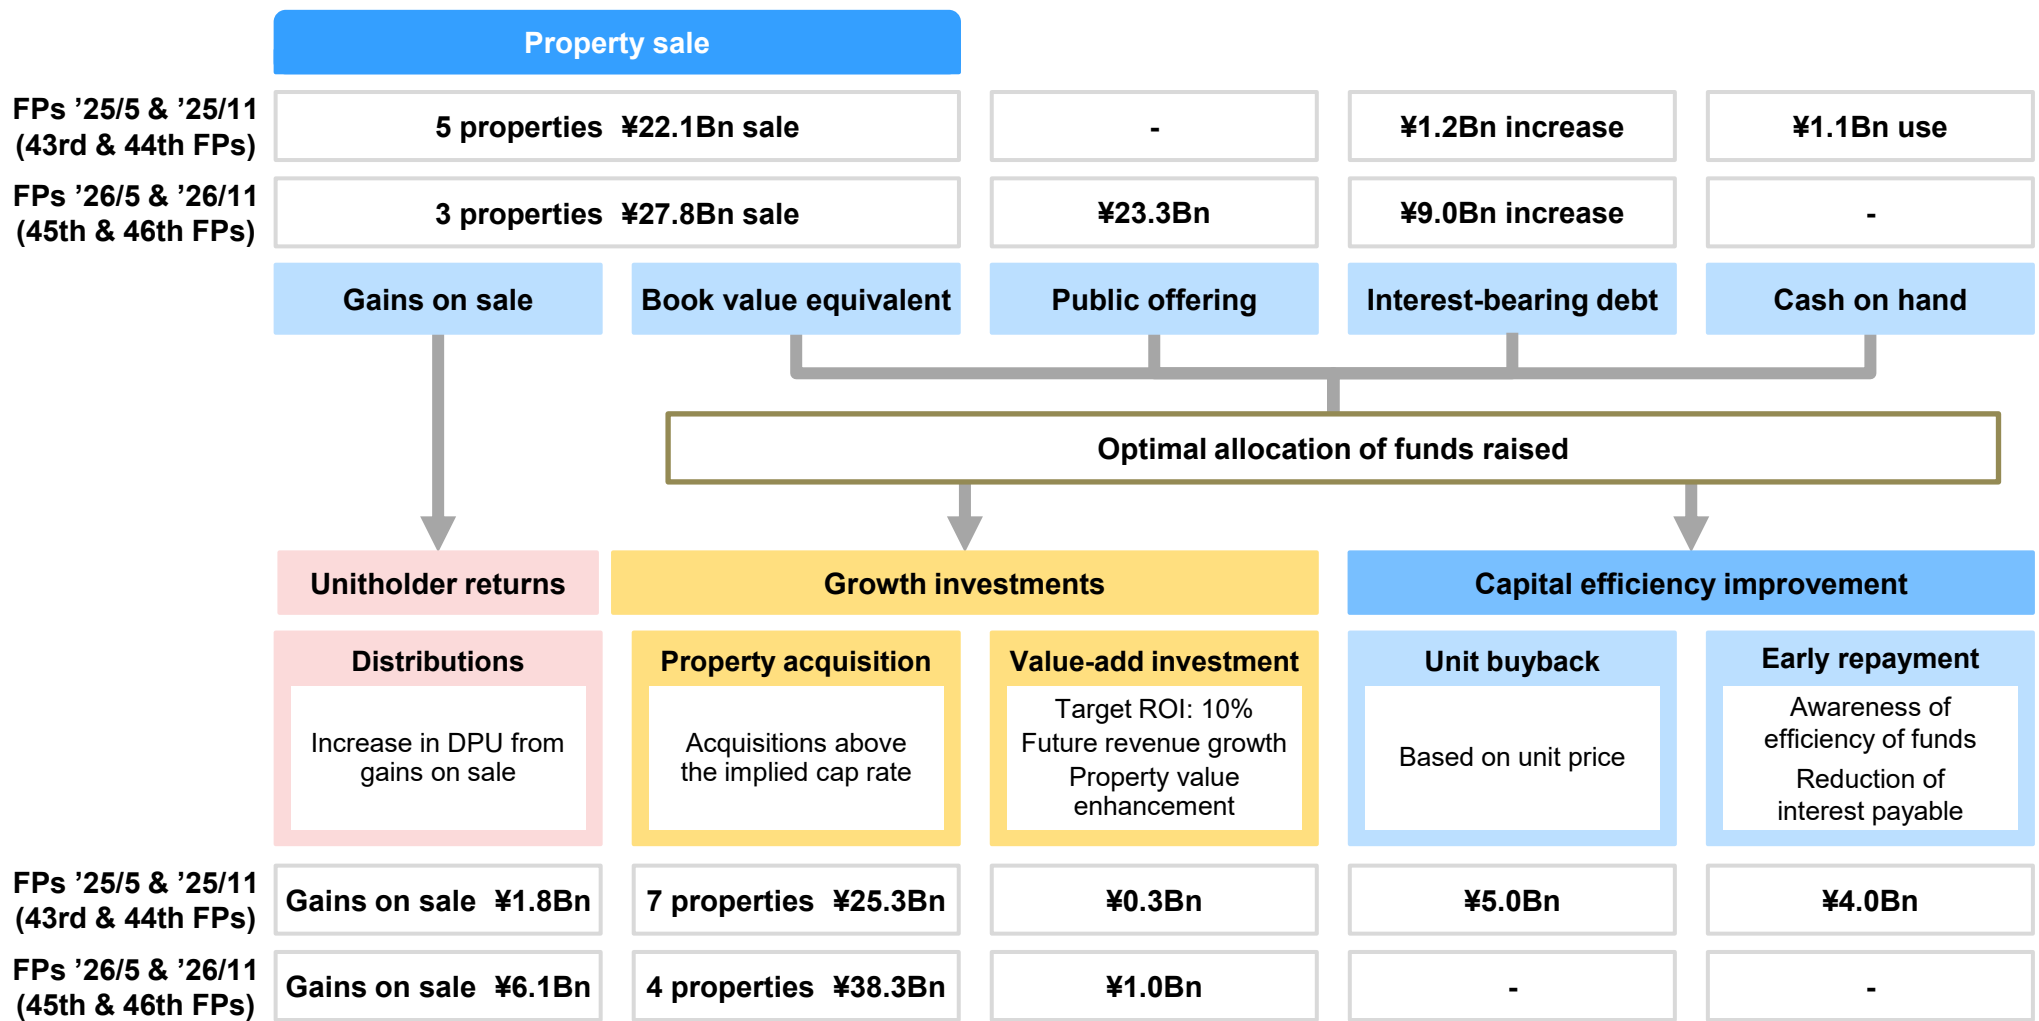 Property sale
FPs ’25/5 & ’25/11
(43rd & 44th FPs)
5 properties ¥22.1Bn sale
-
¥1.2Bn increase
¥1.1Bn use
FPs ’26/5 & ’26/11
(45th & 46th FPs)
3 properties ¥27.8Bn sale
¥23.3Bn
¥9.0Bn increase
-
Gains on sale
Book value equivalent
Public offering
Interest-bearing debt
Cash on hand
Optimal allocation of funds raised
Unitholder returns
Growth investments
Capital efficiency improvement
Distributions
Increase in DPU from
gains on sale
Property acquisition
Acquisitions above
the implied cap rate
Value-add investment
Target ROI: 10%
Future revenue growth
Property value
enhancement
Unit buyback
Based on unit price
Early repayment
Awareness of
efficiency of funds
Reduction of
interest payable
FPs ’25/5 & ’25/11
(43rd & 44th FPs)
Gains on sale ¥1.8Bn
7 properties ¥25.3Bn
¥0.3Bn
¥5.0Bn
¥4.0Bn
FPs ’26/5 & ’26/11
(45th & 46th FPs)
Gains on sale ¥6.1Bn
4 properties ¥38.3Bn
¥1.0Bn
-
-